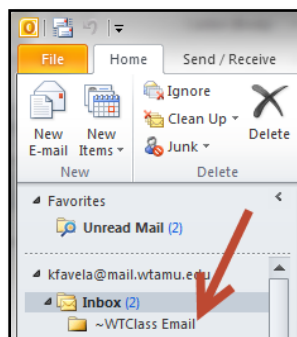 File Home Send / Receive
New E-mail
New Items
Ignore
Clean Up
Junk
Delete
New Delete
Favorites
Unread Mail (2)
kfavela@mail.wtamu.edu
Inbox (2)
~WTClass Email